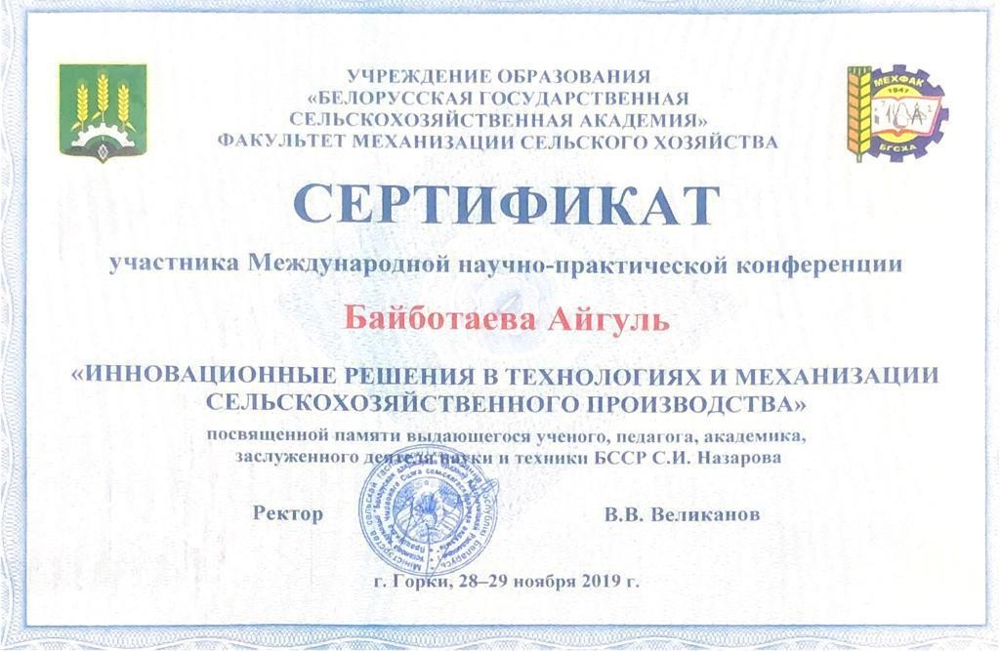 УЧРЕЖДЕНИЕ ОБРАЗОВАНИЯ
«БЕЛОРУССКАЯ ГОСУДАРСТВЕННАЯ
СЕЛЬСКОХОЗЯЙСТВЕННАЯ АКАДЕМИЯ»
ФАКУЛЬТЕТ МЕХАНИЗАЦИИ СЕЛЬСКОГО ХОЗЯЙСТВА
МЕХФАК
1947
БГСХА
СЕРТИФИКАТ
участника Международной научно-практической конференции
Байботаева Айгуль
«ИННОВАЦИОННЫЕ РЕШЕНИЯ В ТЕХНОЛОГИЯХ И МЕХАНИЗАЦИИ
СЕЛЬСКОХОЗЯЙСТВЕННОГО ПРОИЗВОДСТВА»
посвященной памяти выдающегося ученого, педагога, академика,
заслуженного деятеля науки и техники БССР С.И. Назарова
Ректор
В.В. Великанов
г. Горки, 28–29 ноября 2019 г.